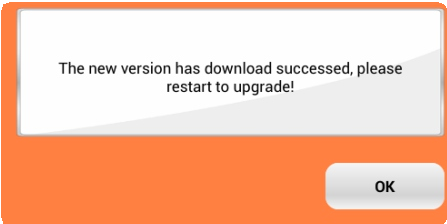 The new version has download successed, please
restart to upgrade!
OK